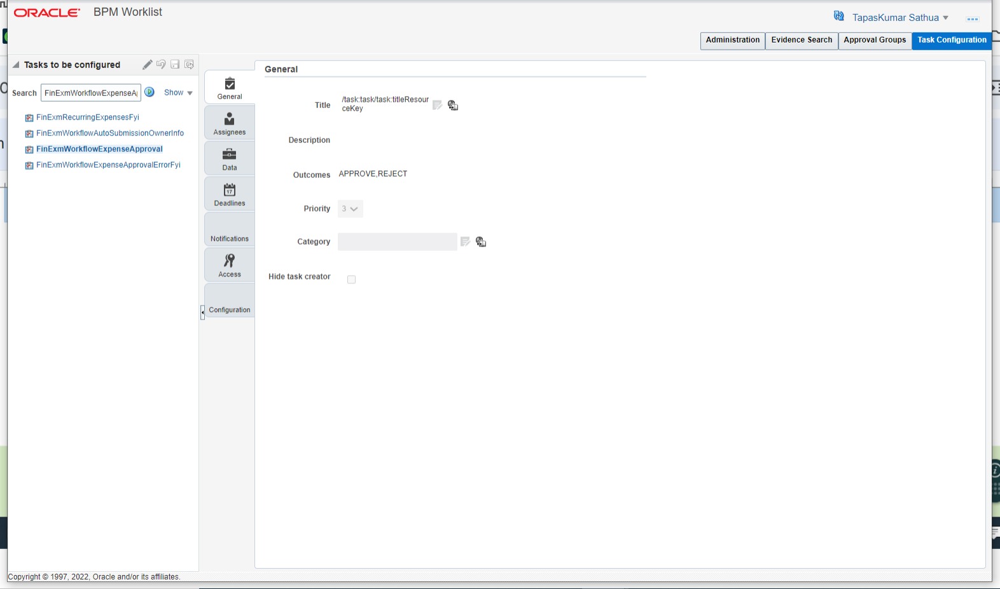 ORACLE BPM Worklist
TapasKumar Sathua
Administration
Evidence Search
Approval Groups
Task Configuration
Tasks to be configured
Search FinExmWorkflowExpenseA Show
FinExmRecurringExpensesFyi
FinExmWorkflowAutoSubmissionOwnerInfo
FinExmWorkflowExpenseApproval
FinExmWorkflowExpenseApprovalErrorFyi
General
Assignees
Data
17
Deadlines
Notifications
Access
Configuration
General
Title /task:task/task:titleResour
ceKey
Description
Outcomes APPROVE,REJECT
Priority 3
Category
Hide task creator
Copyright © 1997, 2022, Oracle and/or its affiliates.